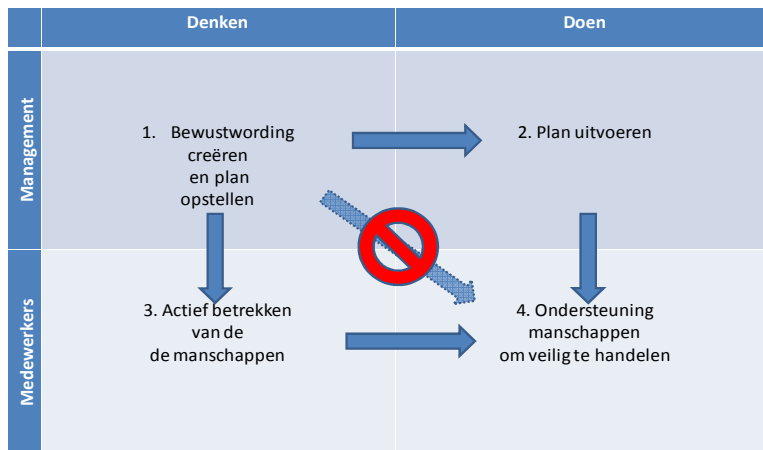 Denken
Doen
Management
1. Bewustwording
creëren
en plan
opstellen
2. Plan uitvoeren
Medewerkers
3. Actief betrekken
van de
de manschappen
4. Ondersteuning
manschappen
om veilig te handelen